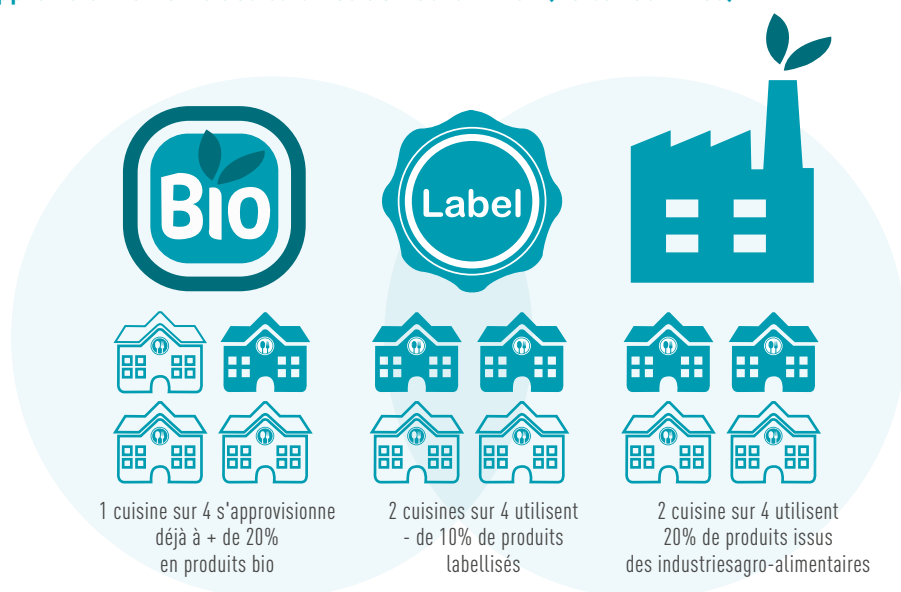 Bio
Label
1 cuisine sur 4 s'approvisionne
déjà à + de 20%
en produits bio
2 cuisines sur 4 utilisent
- de 10% de produits
labellisés
2 cuisine sur 4 utilisent
20% de produits issus
des industriesagro-alimentaires